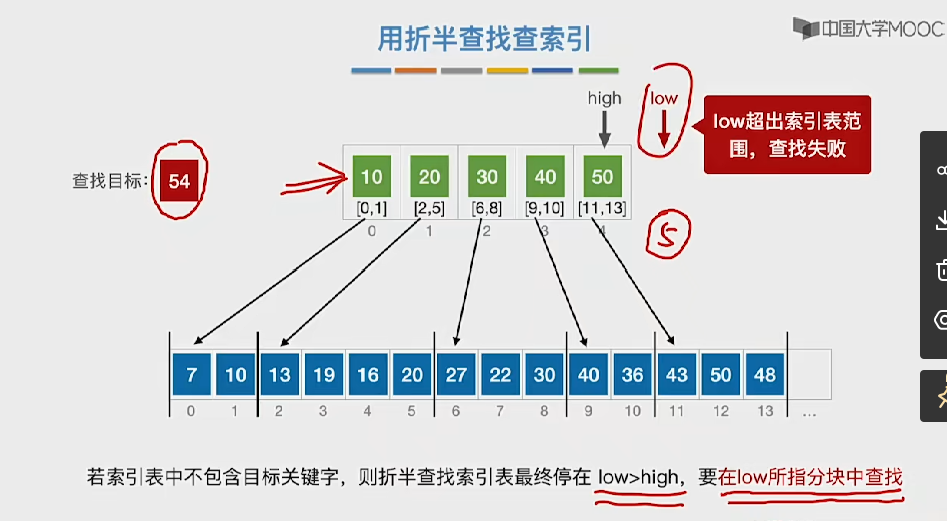 中国大学MOOC
用折半查找查索引
high
low
low超出索引表范
围，查找失败
查找目标：
54
10 20 30 40 50
[0,1] [2,5] [6,8] [9,10] [11,13]
0 1 2 3 4
5
7 10 13 19 16 20 27 22 30 40 36 43 50 48
0 1 2 3 4 5 6 7 8 9 10 11 12 13 ...
若索引表中不包含目标关键字，则折半查找索引表最终停在 low>high，要在low所指分块中查找